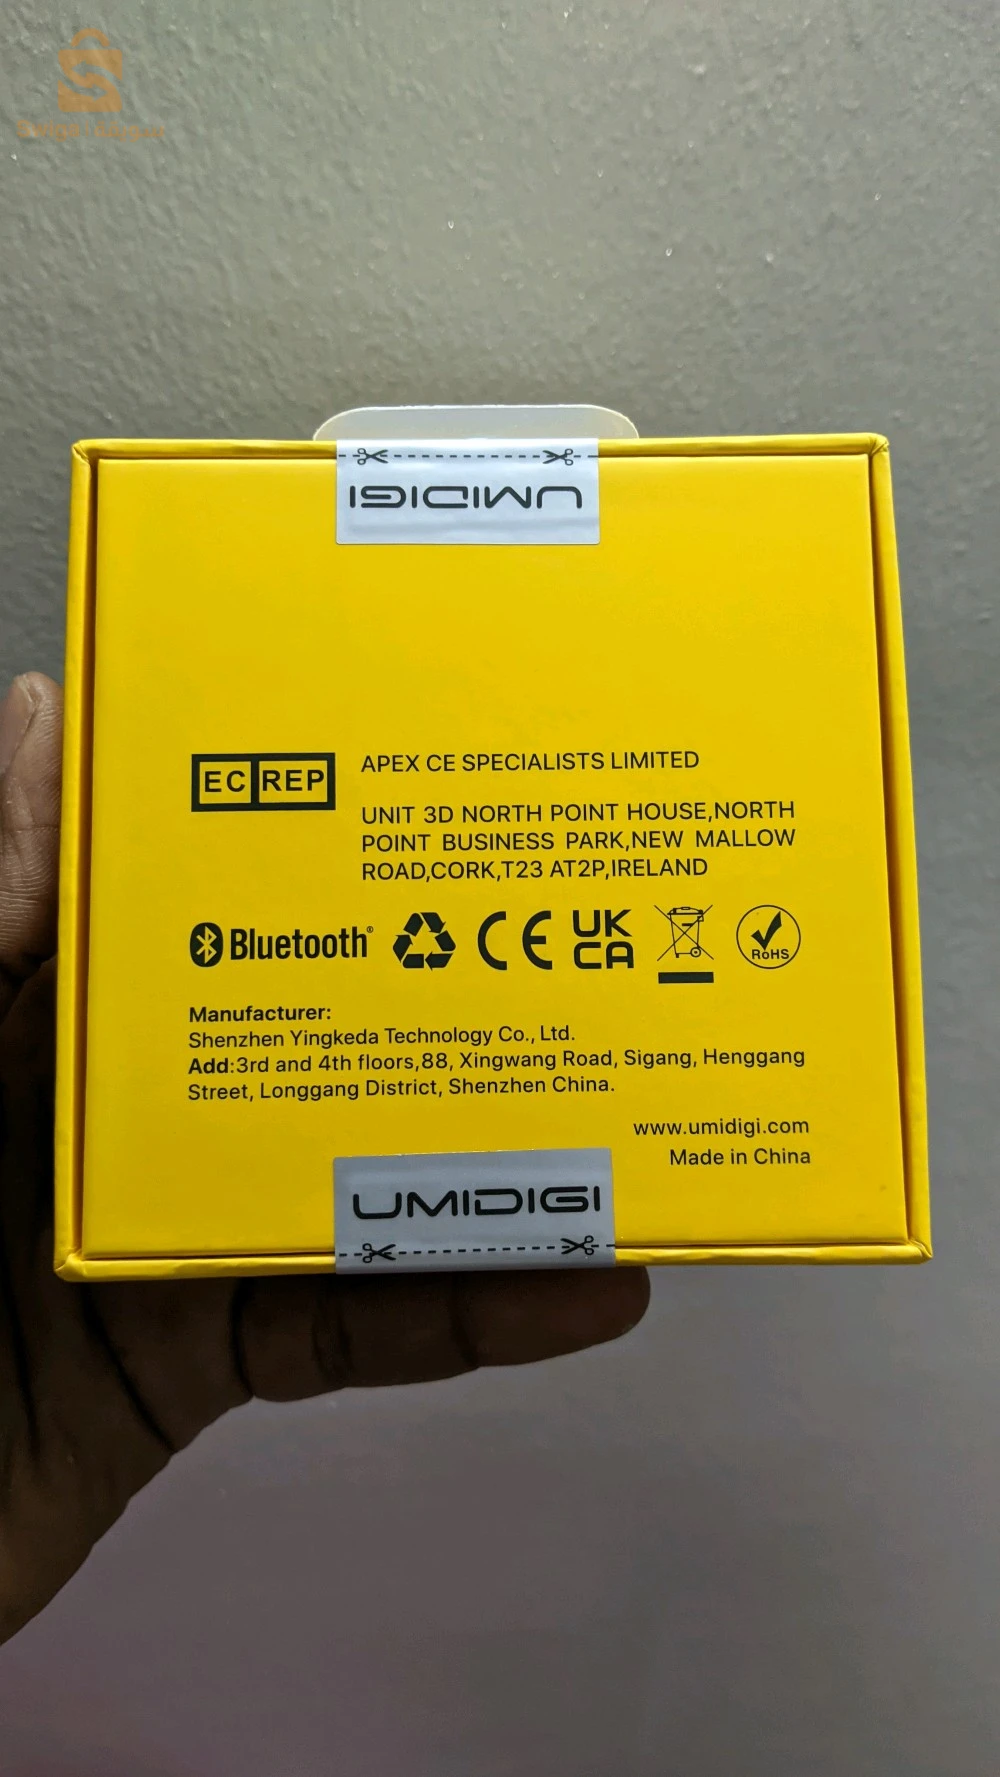 سويقة
UMIDIGI
EC REP
APEX CE SPECIALISTS LIMITED
UNIT 3D NORTH POINT HOUSE,NORTH
POINT BUSINESS PARK,NEW MALLOW
ROAD,CORK,T23 AT2P,IRELAND
Bluetooth®
CE
UK
CA
RoHS
Manufacturer:
Shenzhen Yingkeda Technology Co., Ltd.
Add:3rd and 4th floors,88, Xingwang Road, Sigang, Henggang
Street, Longgang District, Shenzhen China.
www.umidigi.com
Made in China
UMIDIGI